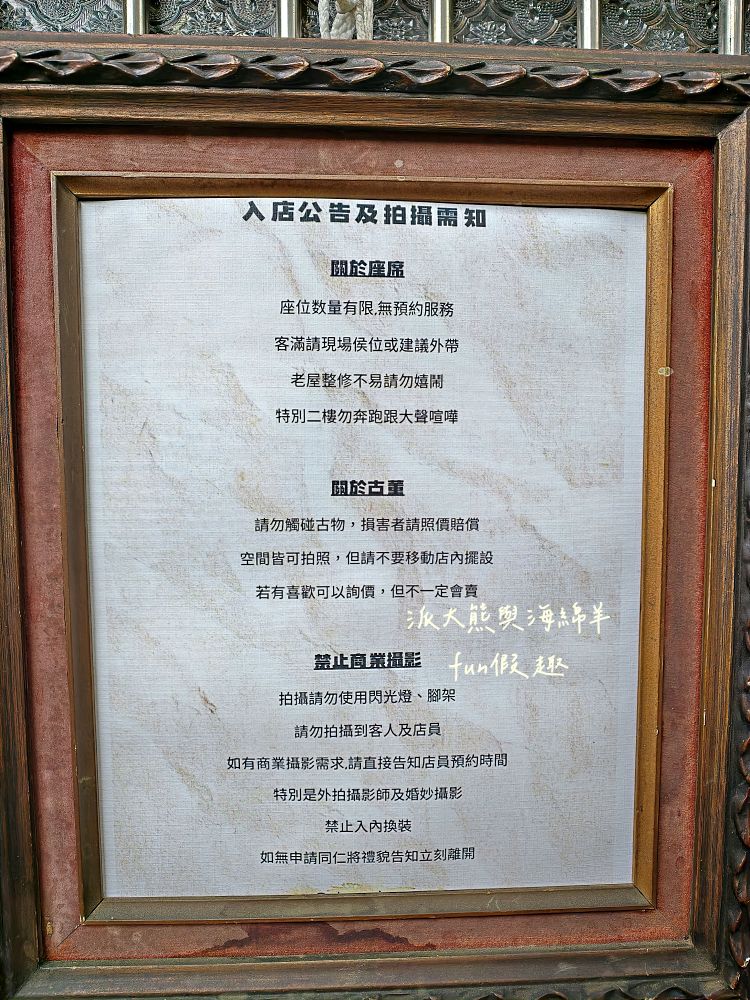 入店公告及拍攝需知
關於座席
座位数量有限,無預約服務
客滿請現場侯位或建議外帶
老屋整修不易請勿嬉鬧
特別二樓勿奔跑跟大聲喧嘩
關於古董
請勿觸碰古物，損害者請照價賠償
空間皆可拍照，但請不要移動店內擺設
若有喜歡可以詢價，但不一定會賣
派大熊與海綿羊
fun假趣
禁止商業攝影
拍攝請勿使用閃光燈、腳架
請勿拍攝到客人及店員
如有商業攝影需求,請直接告知店員預約時間
特別是外拍攝影師及婚妙攝影
禁止入內換裝
如無申請同仁將禮貌告知立刻離開